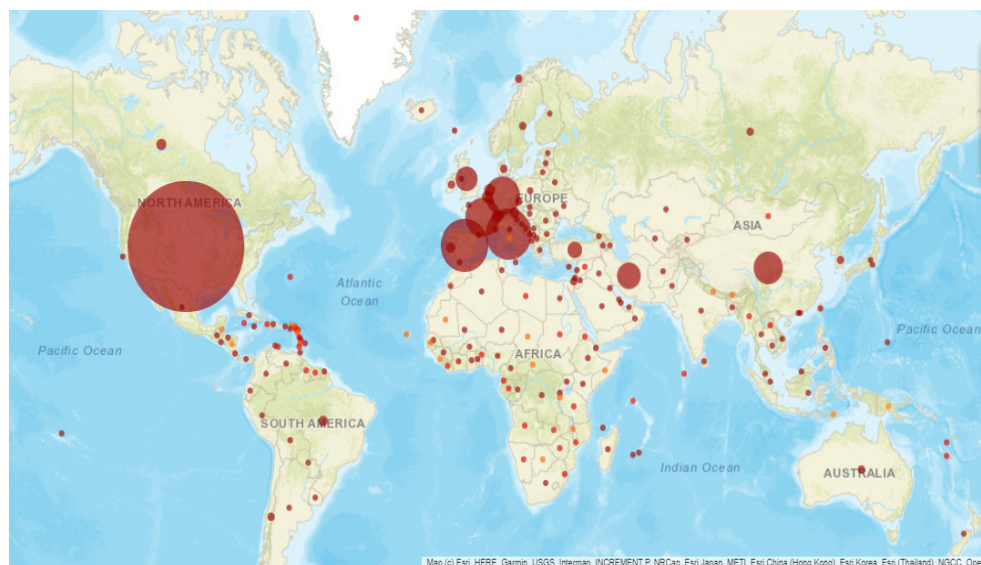 NORTH AMERICA
EUROPE
ASIA
Atlantic
Ocean
Pacific Ocean
Pacific Ocean
AFRICA
SOUTH AMERICA
Indian Ocean
AUSTRALIA
Map (c) Esri, HERE, Garmin, USGS, Intermap, INCREMENT P, NRCan, Esri Japan, METI, Esri China (Hong Kong), Esri Korea, Esri (Thailand), NGCC, Ope